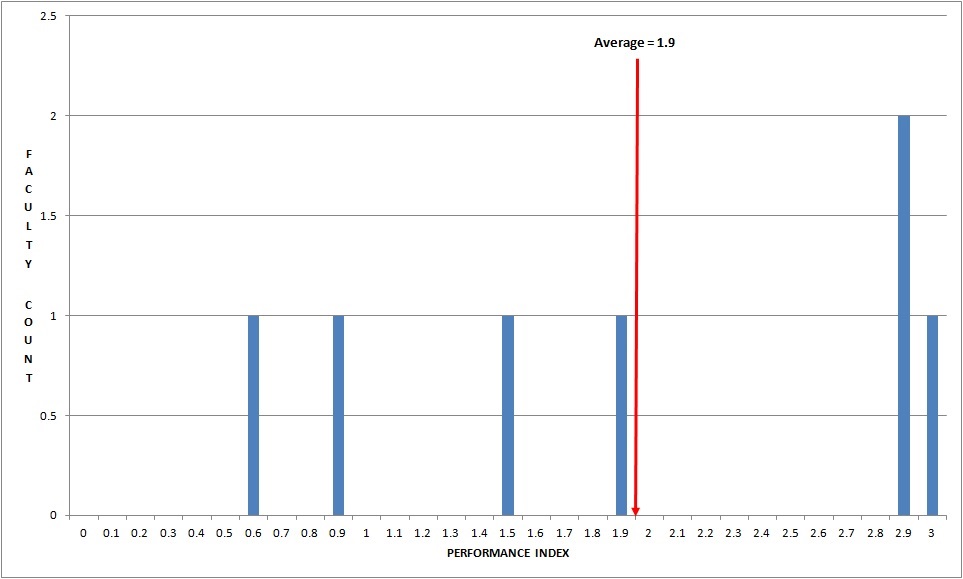 2.5
Average = 1.9
2
1.5
1
0.5
0
FACULTY COUNT
0 0.1 0.2 0.3 0.4 0.5 0.6 0.7 0.8 0.9 1 1.1 1.2 1.3 1.4 1.5 1.6 1.7 1.8 1.9 2 2.1 2.2 2.3 2.4 2.5 2.6 2.7 2.8 2.9 3
PERFORMANCE INDEX